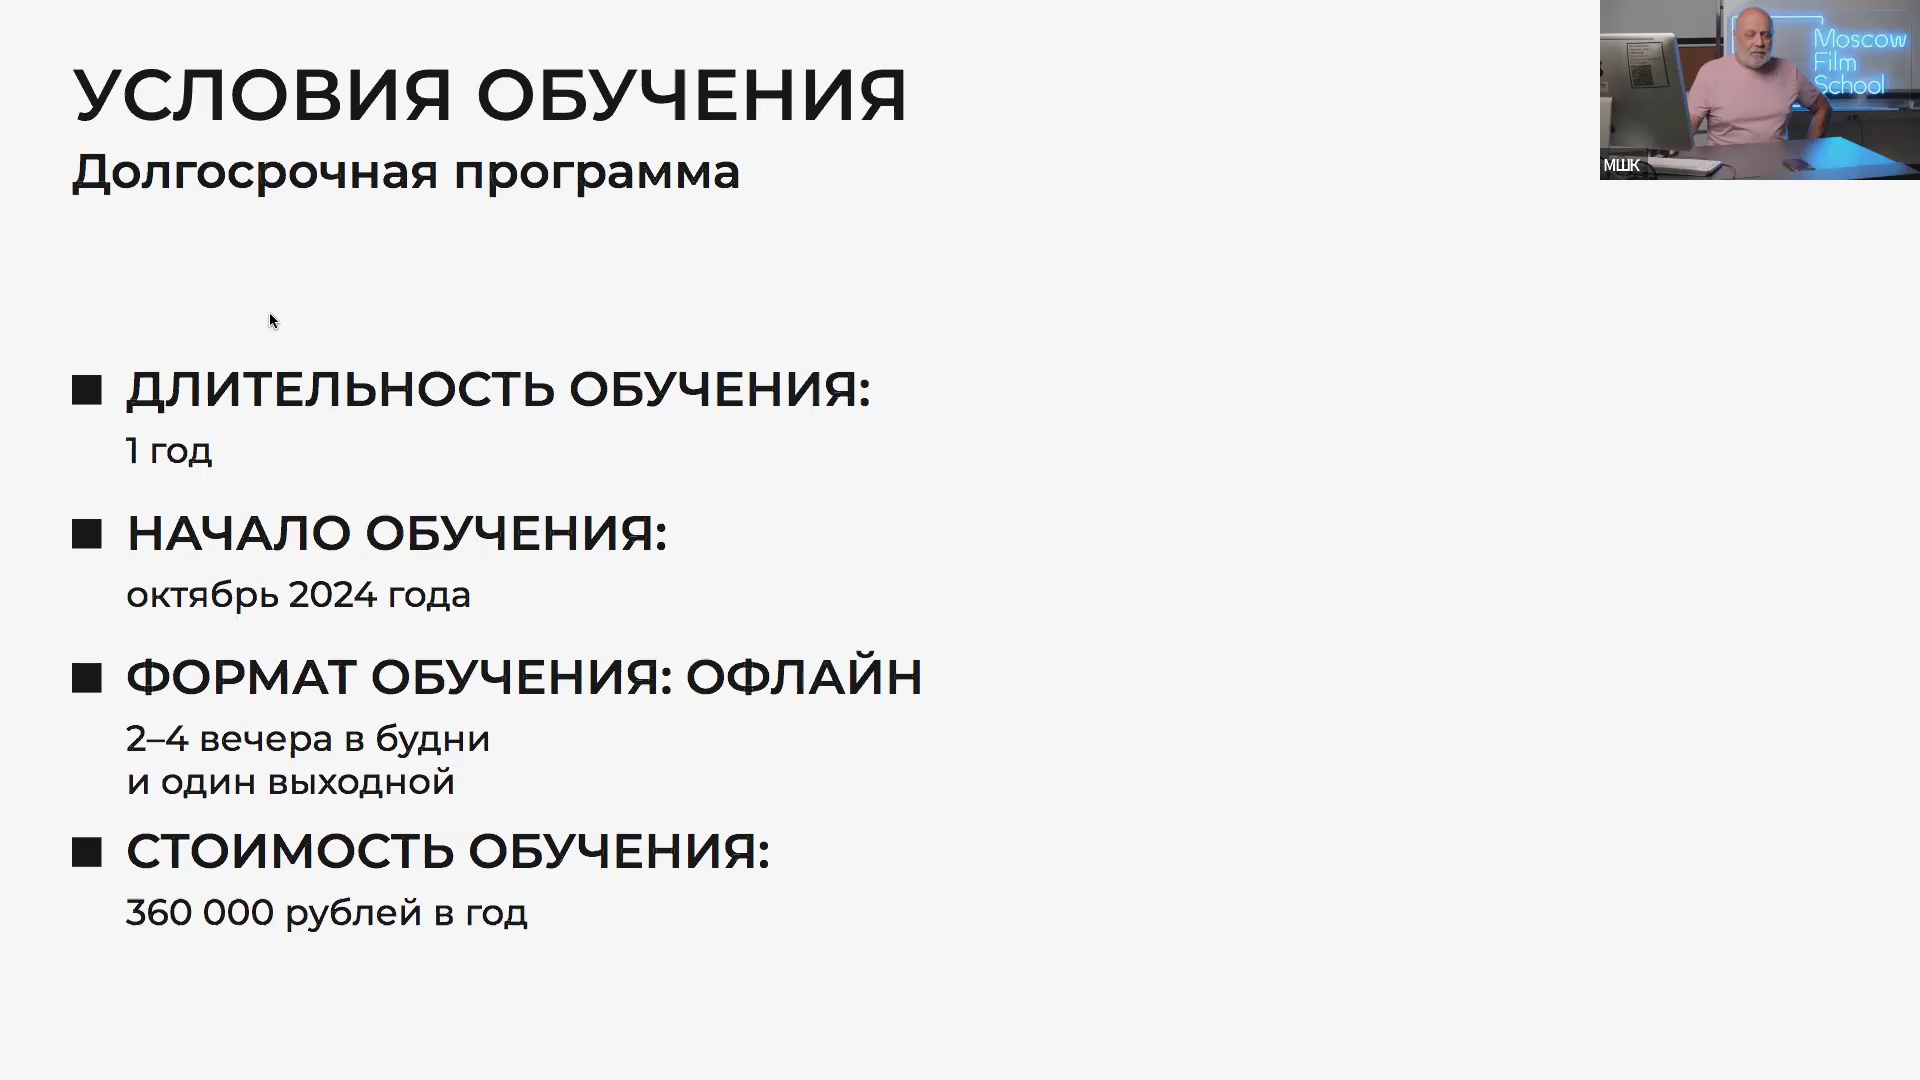 УСЛОВИЯ ОБУЧЕНИЯ
Долгосрочная программа
Moscow
Film
School
МШК
ДЛИТЕЛЬНОСТЬ ОБУЧЕНИЯ:
1 год
НАЧАЛО ОБУЧЕНИЯ:
октябрь 2024 года
ФОРМАТ ОБУЧЕНИЯ: ОФЛАЙН
2–4 вечера в будни
и один выходной
СТОИМОСТЬ ОБУЧЕНИЯ:
360 000 рублей в год